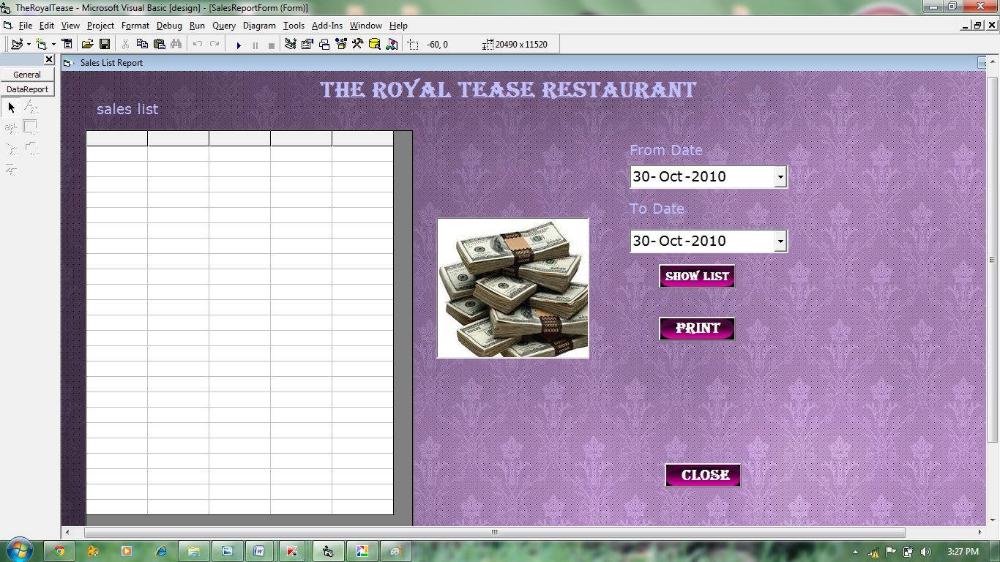 TheRoyalTease - Microsoft Visual Basic [design] - [SalesReportForm (Form)]
File Edit View Project Format Debug Run Query Diagram Tools Add-Ins Window Help
-60, 0 20490 x 11520
General
DataReport
Sales List Report
THE ROYAL TEASE RESTAURANT
sales list
From Date
30- Oct -2010
To Date
30- Oct -2010
SHOW LIST
PRINT
CLOSE
10000
3:27 PM